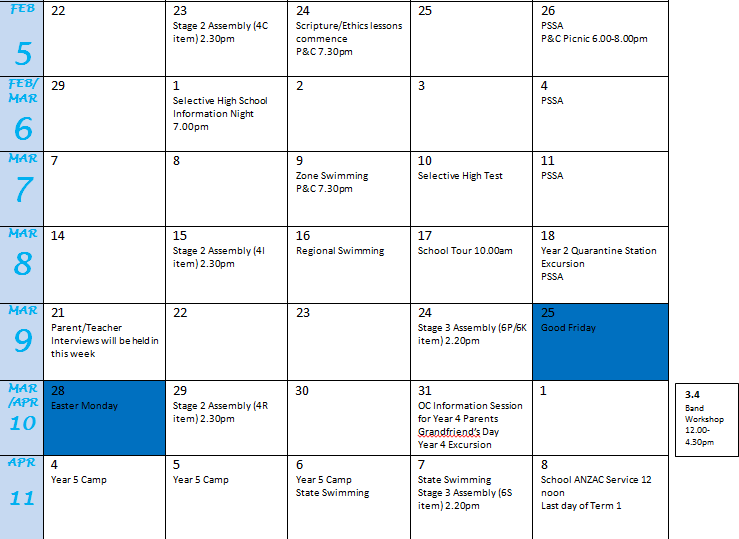 FEB
5
22
23
Stage 2 Assembly (4C
item) 2.30pm
24
Scripture/Ethics lessons
commence
P&C 7.30pm
25
26
PSSA
P&C Picnic 6.00-8.00pm
FEB/
MAR
6
29
1
Selective High School
Information Night
7.00pm
2
3
4
PSSA
MAR
7
7
8
9
Zone Swimming
P&C 7.30pm
10
Selective High Test
11
PSSA
MAR
8
14
15
Stage 2 Assembly (4I
item) 2.30pm
16
Regional Swimming
17
School Tour 10.00am
18
Year 2 Quarantine Station
Excursion
PSSA
MAR
9
21
Parent/Teacher
Interviews will be held in
this week
22
23
24
Stage 3 Assembly (6P/6K
item) 2.20pm
25
Good Friday
MAR
/APR
10
28
Easter Monday
29
Stage 2 Assembly (4R
item) 2.30pm
30
31
OC Information Session
for Year 4 Parents
Grandfriend's Day
Year 4 Excursion
1
3.4
Band
Workshop
12.00-
4.30pm
APR
11
4
Year 5 Camp
5
Year 5 Camp
6
Year 5 Camp
State Swimming
7
State Swimming
Stage 3 Assembly (6S
item) 2.20pm
8
School ANZAC Service 12
noon
Last day of Term 1